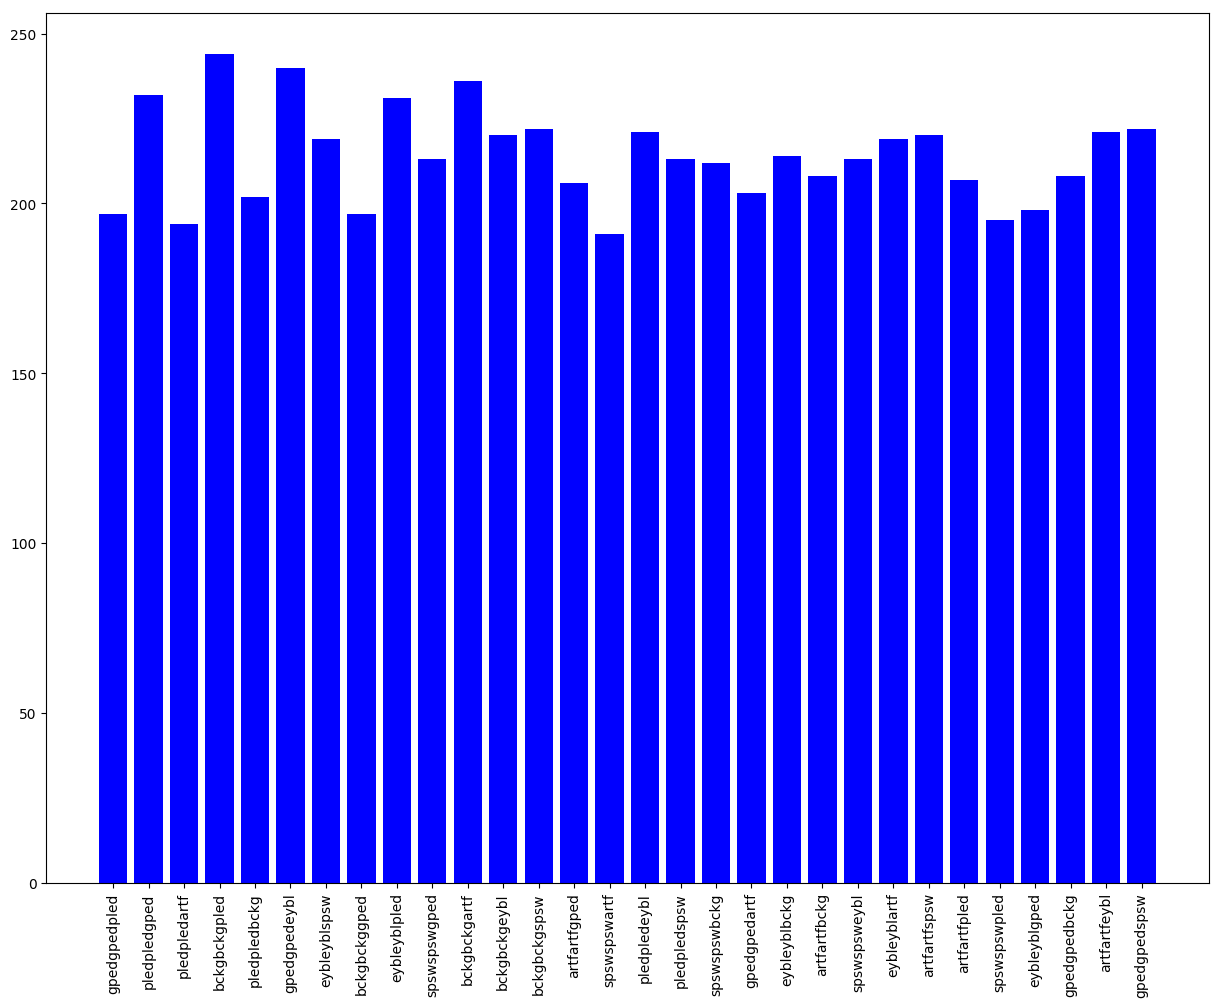 250
200
150
100
50
0
gpedgpedpled
pledpledgped
pledpledartf
bckgbckgpled
pledpledbckg
gpedgpedeybl
eybleyblspsw
bckgbckggped
eybleyblpled
spswspswgped
bckgbckgartf
bckgbckgeybl
bckgbckgspsw
artfartfgped
spswspswartf
pledpledeybl
pledpledspsw
spswspswbckg
gpedgpedartf
eybleyblbckg
artfartfbckg
spswspsweybl
eybleyblartf
artfartfspsw
artfartfpled
spswspswpled
eybleyblgped
gpedgpedbckg
artfartfeybl
gpedgpedspsw